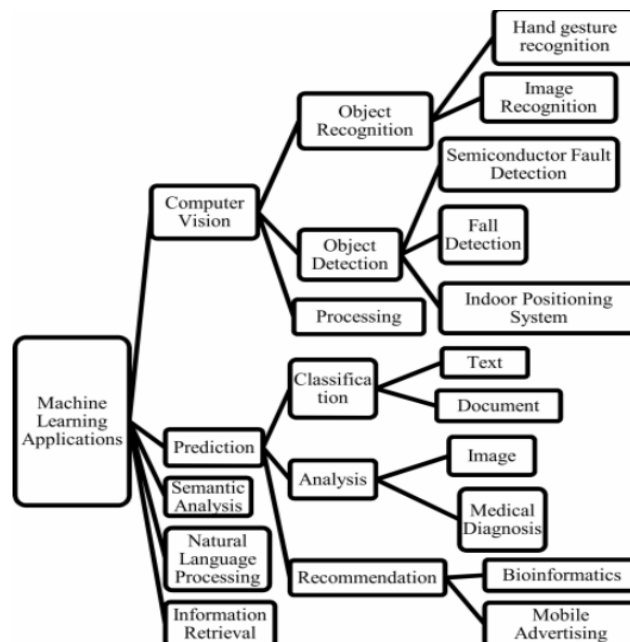 Hand gesture
recognition
Image
Recognition
Object
Recognition
Semiconductor Fault
Detection
Computer
Vision
Fall
Detection
Object
Detection
Indoor Positioning
System
Processing
Machine
Learning
Applications
Classifica
tion
Text
Document
Prediction
Image
Analysis
Semantic
Analysis
Medical
Diagnosis
Natural
Language
Processing
Recommendation
Bioinformatics
Information
Retrieval
Mobile
Advertising